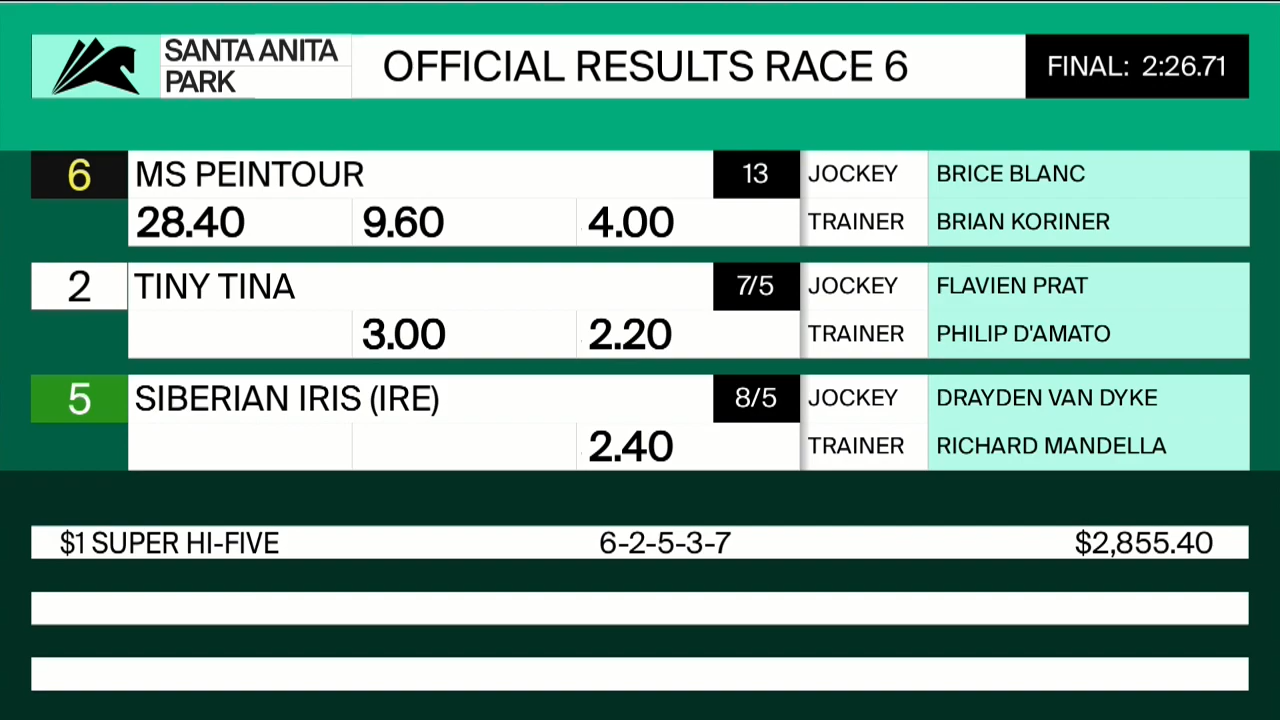 SANTA ANITA PARK
OFFICIAL RESULTS RACE 6
FINAL: 2:26.71
6 MS PEINTOUR 13 JOCKEY BRICE BLANC
28.40 9.60 4.00 TRAINER BRIAN KORINER
2 TINY TINA 7/5 JOCKEY FLAVIEN PRAT
3.00 2.20 TRAINER PHILIP D'AMATO
5 SIBERIAN IRIS (IRE) 8/5 JOCKEY DRAYDEN VAN DYKE
2.40 TRAINER RICHARD MANDELLA
$1 SUPER HI-FIVE 6-2-5-3-7 $2,855.40